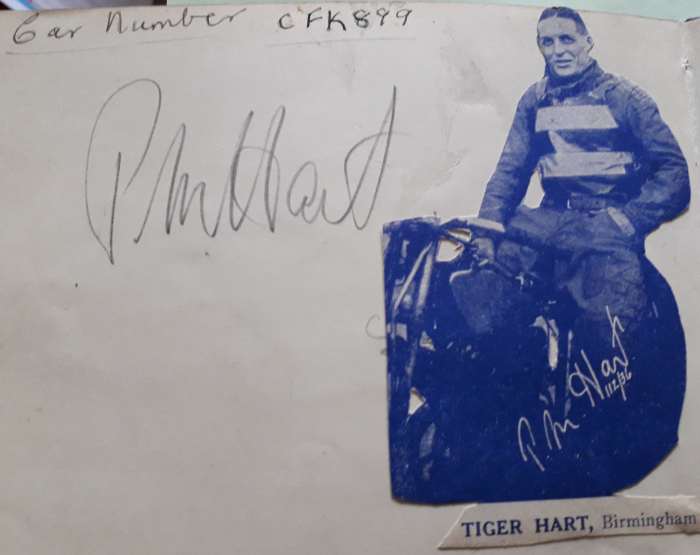 Car Number CFK899
P M Hart
P. M. Hart
TIGER HART, Birmingham